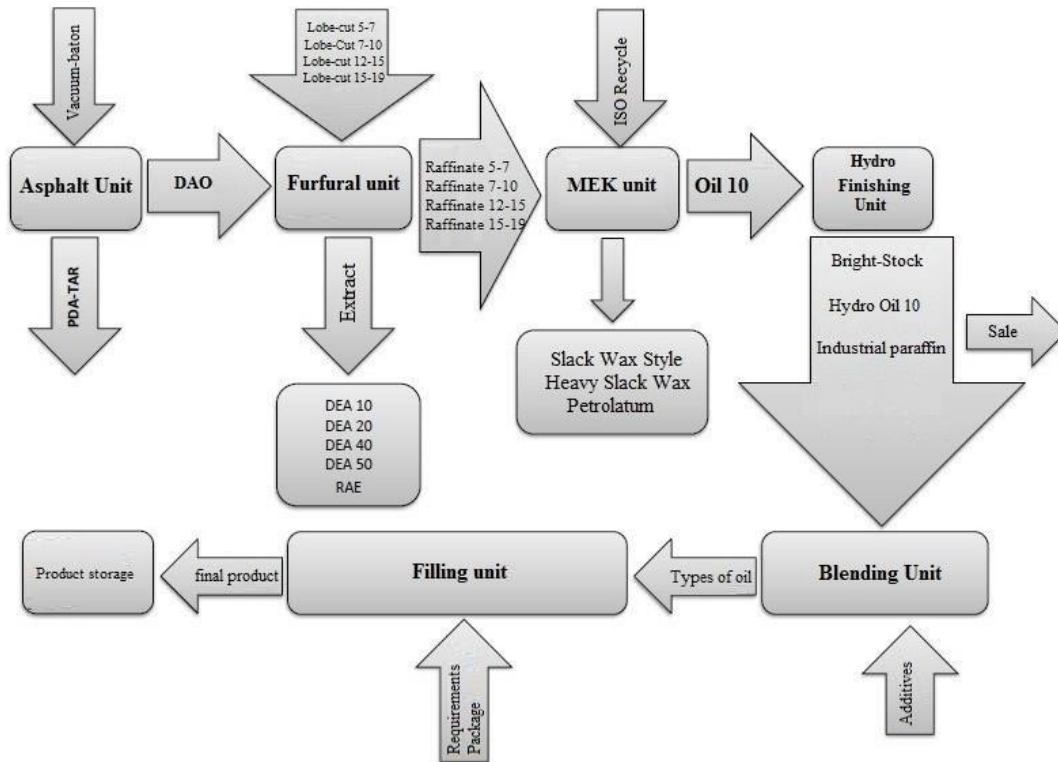 Vacuum-baton
Lobe-cut 5-7
Lobe-Cut 7-10
Lobe-cut 12-15
Lobe-cut 15-19
ISO Recycle
Asphalt Unit
DAO
Furfural unit
Raffinate 5-7
Raffinate 7-10
Raffinate 12-15
Raffinate 15-19
MEK unit
Oil 10
Hydro
Finishing
Unit
PDA-TAR
Extract
Bright-Stock
Hydro Oil 10
Industrial paraffin
Sale
Slack Wax Style
Heavy Slack Wax
Petrolatum
DEA 10
DEA 20
DEA 40
DEA 50
RAE
Product storage
final product
Filling unit
Types of oil
Blending Unit
Requirements
Package
Additives